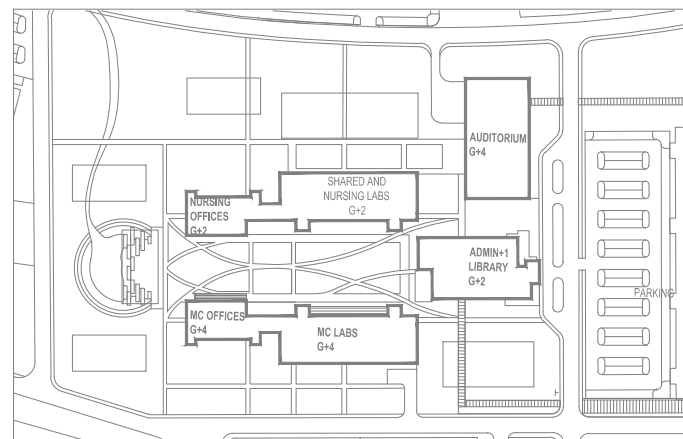 AUDITORIUM
G+4
SHARED AND
NURSING LABS
G+2
NURSING
OFFICES
G+2
ADMIN+1
LIBRARY
G+2
PARKING
MC OFFICES
G+4
MC LABS
G+4